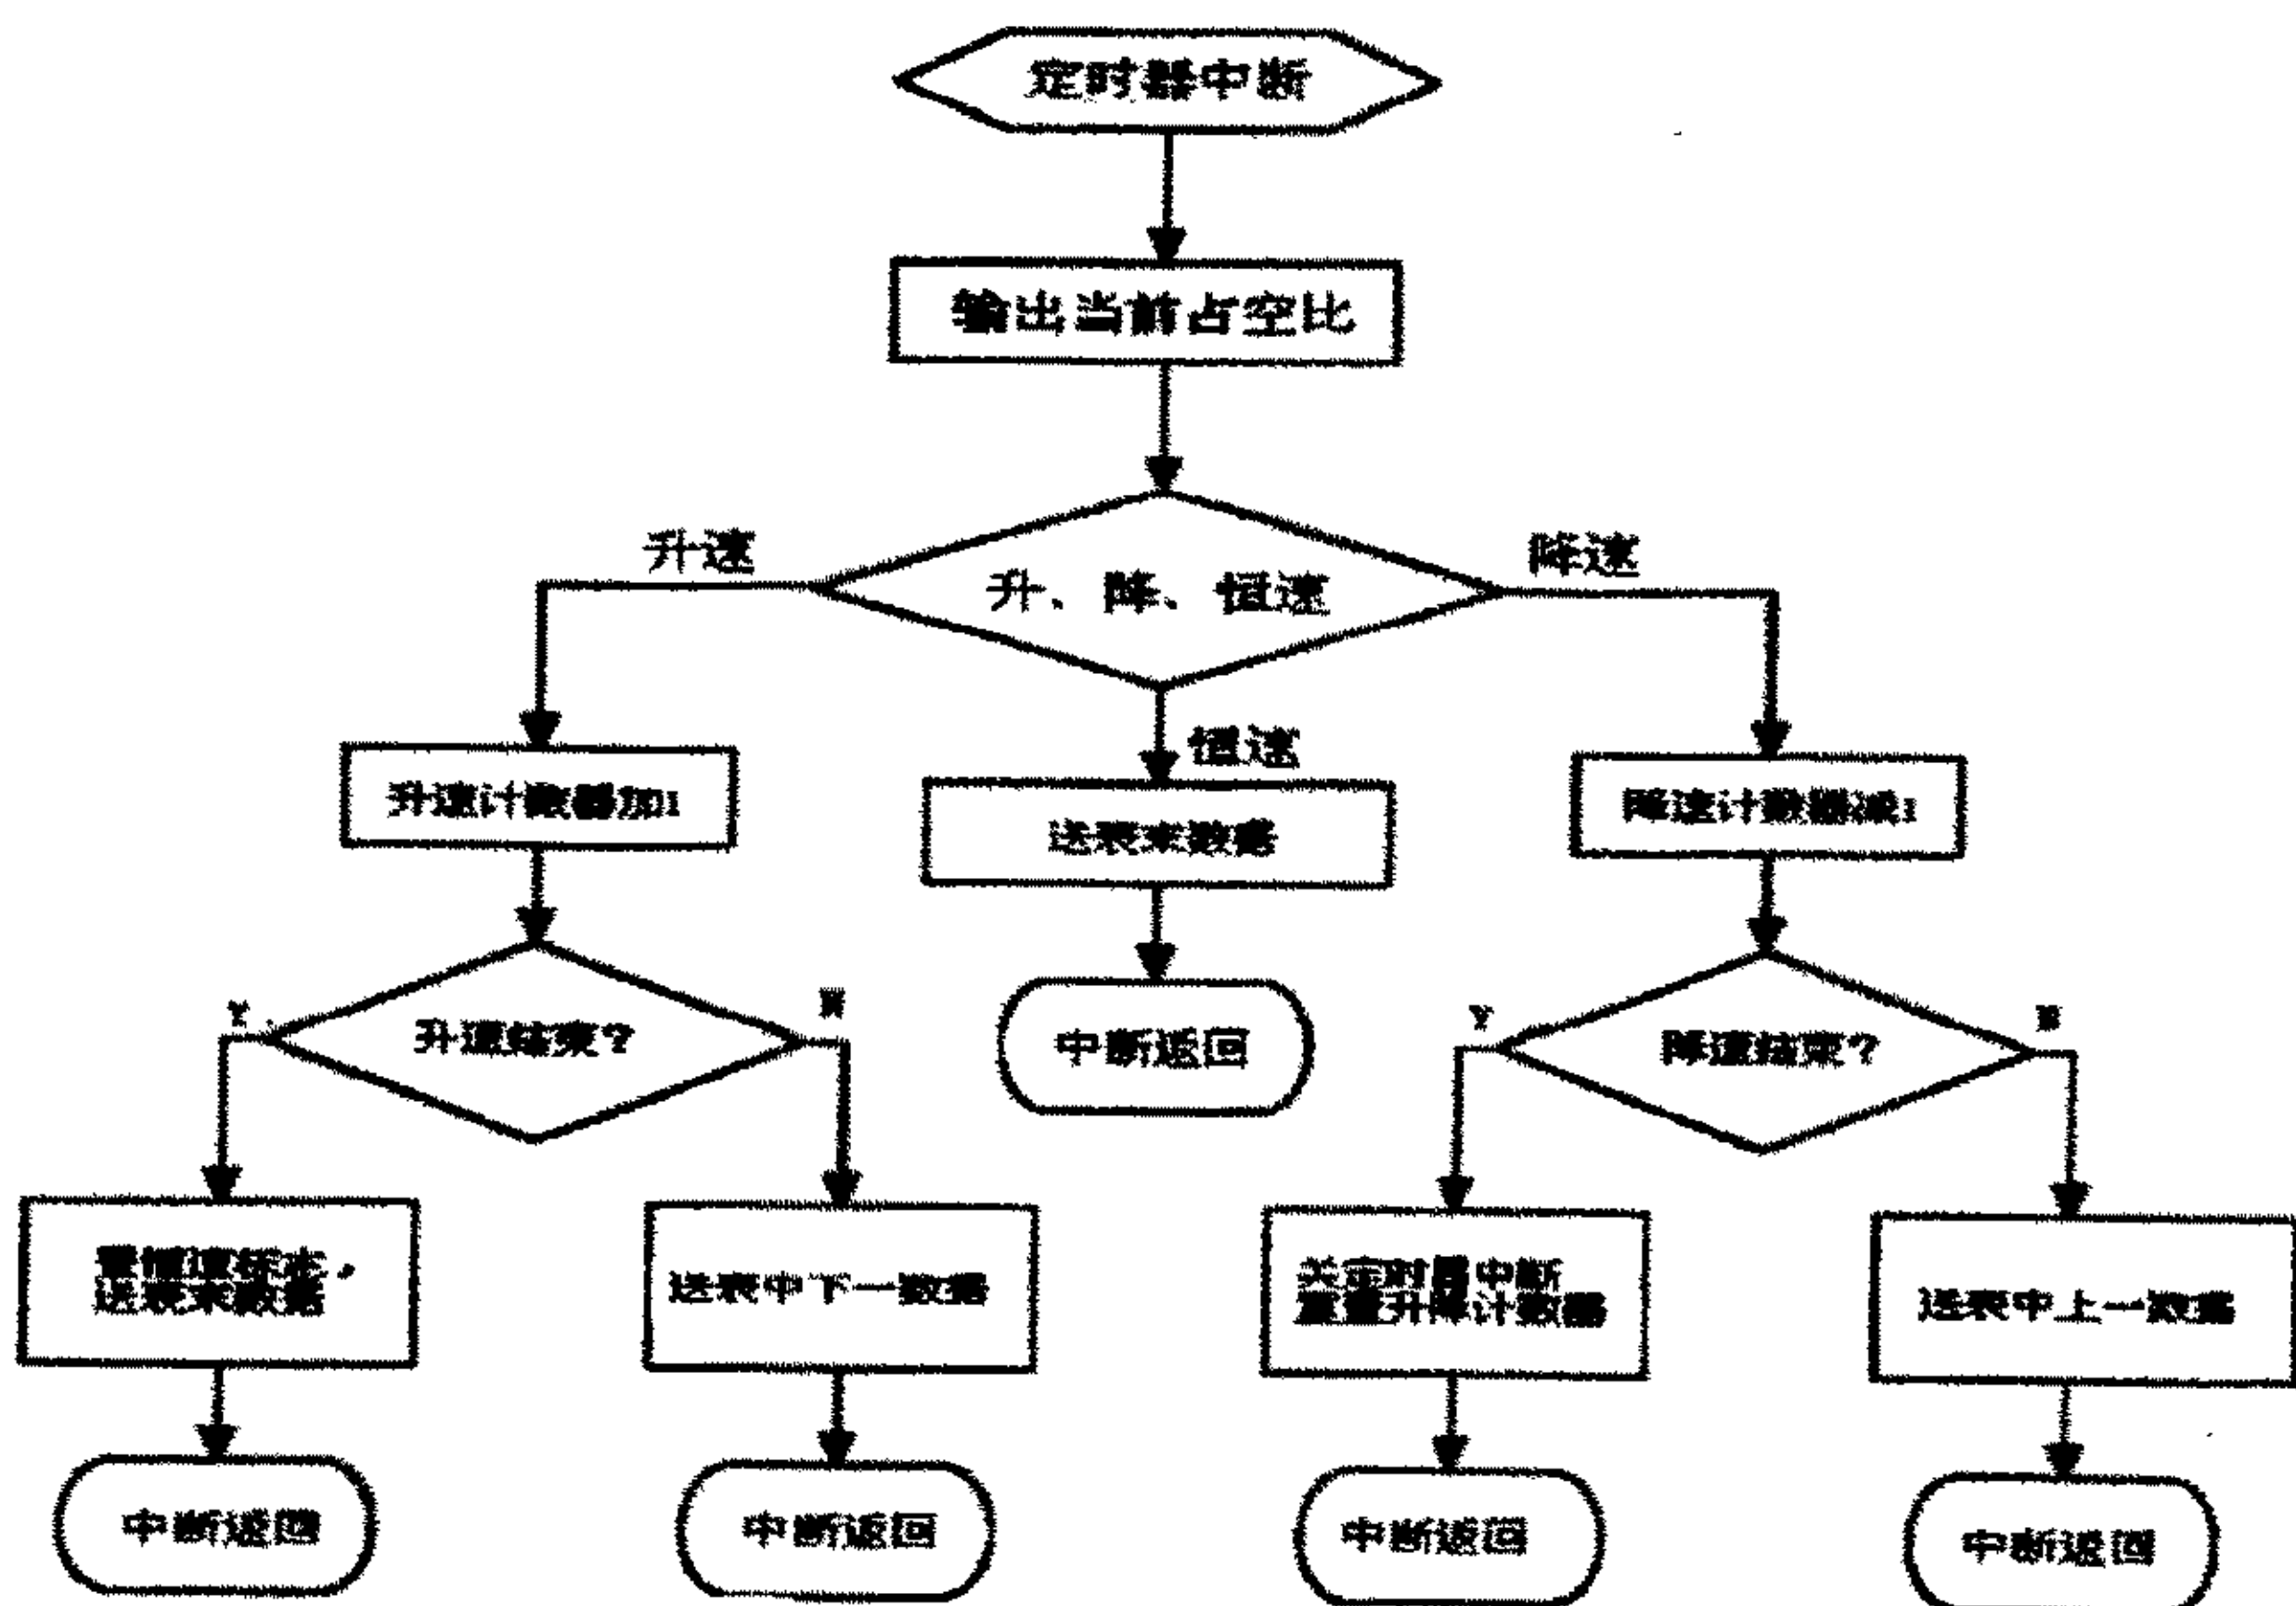 定时器中断
输出当前占空比
升、降、恒速
升速
降速
恒速
升速计数器加1
送表末数据
降速计数器减1
升速结束?
Y
N
中断返回
降速结束?
Y
N
置恒速标志,
送表末数据
送表中下一数据
关定时器中断
重置升降计数器
送表中上一数据
中断返回
中断返回
中断返回
中断返回